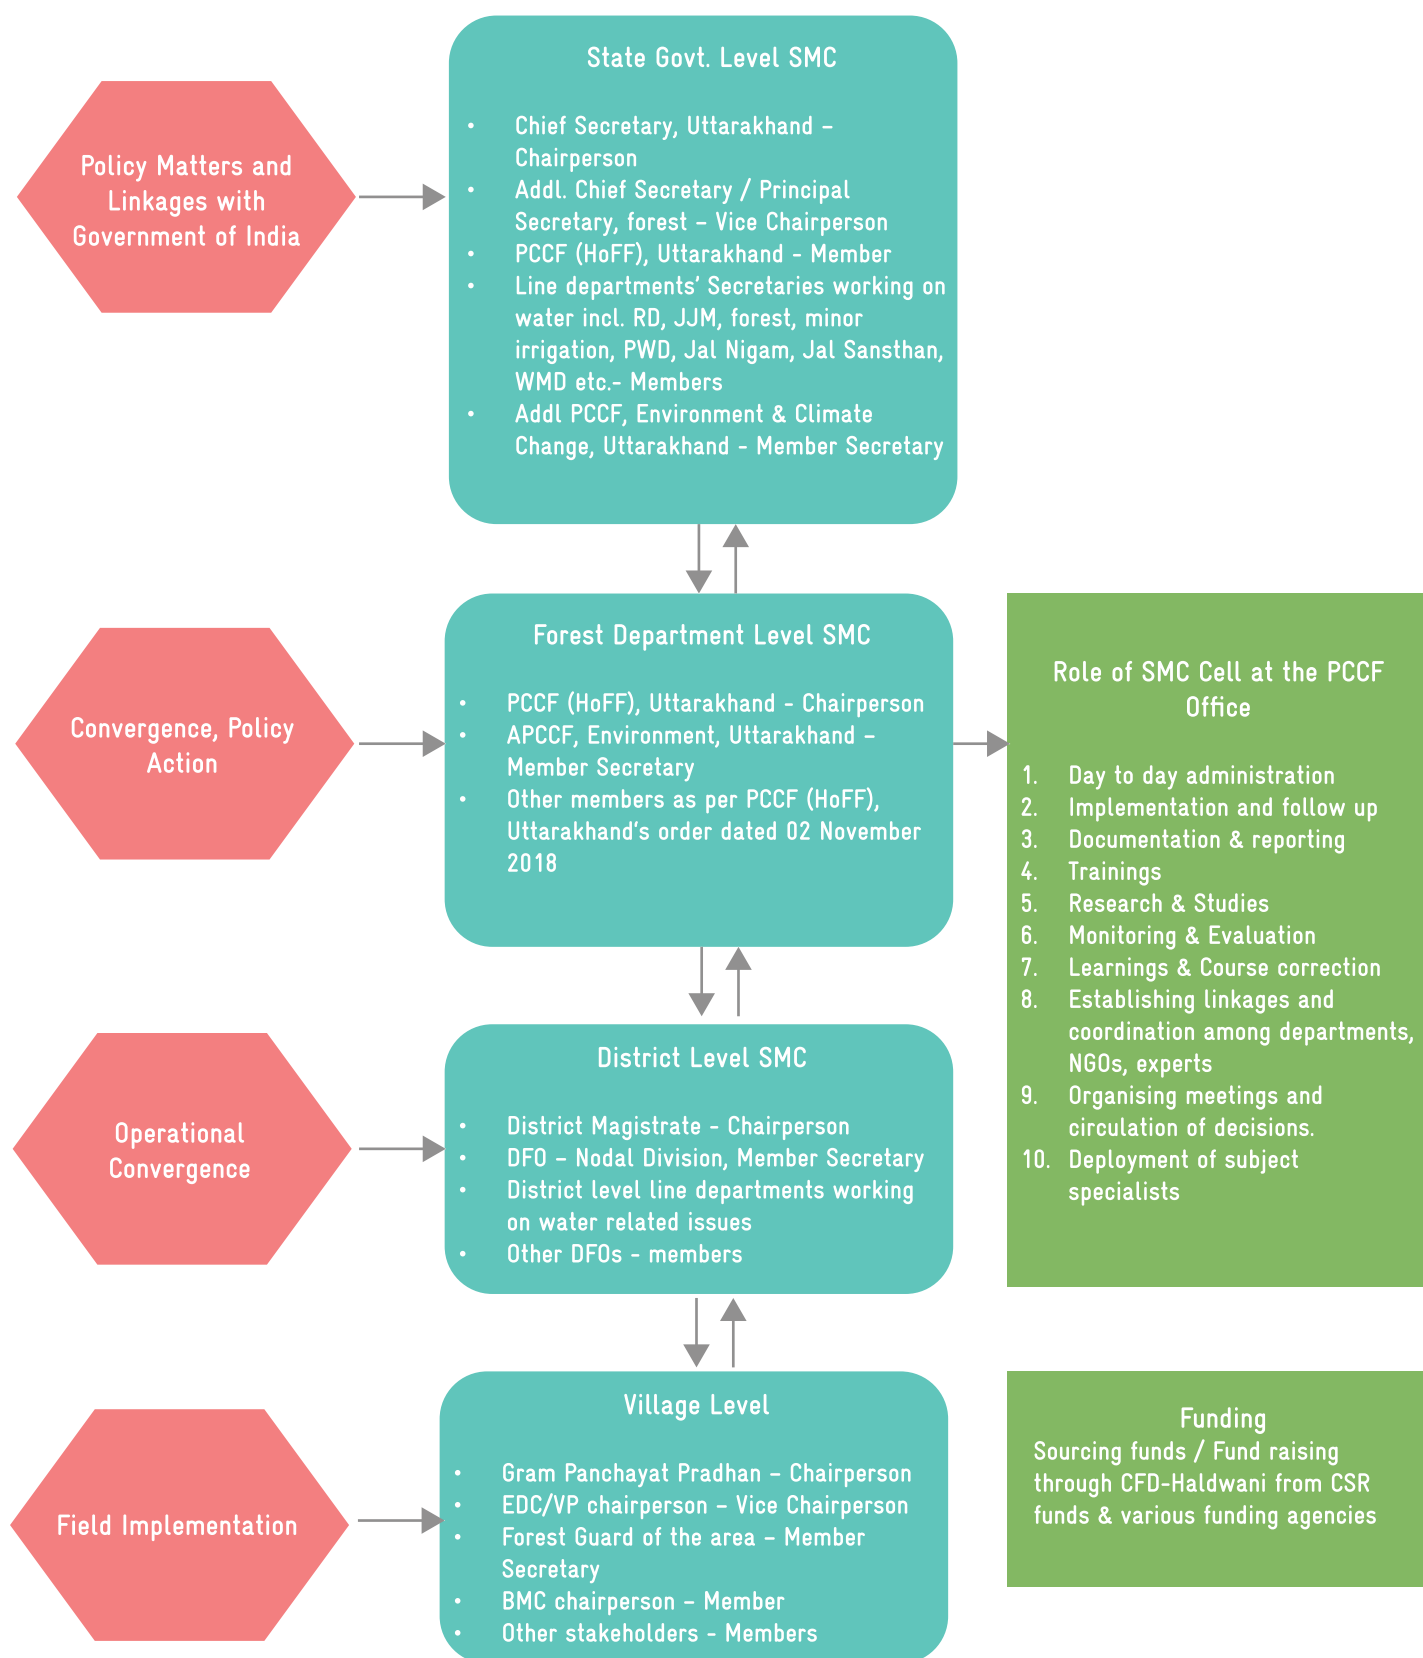 Policy Matters and
Linkages with
Government of India
State Govt. Level SMC
• Chief Secretary, Uttarakhand –
Chairperson
• Addl. Chief Secretary / Principal
Secretary, forest – Vice Chairperson
• PCCF (HoFF), Uttarakhand - Member
• Line departments' Secretaries working on
water incl. RD, JJM, forest, minor
irrigation, PWD, Jal Nigam, Jal Sansthan,
WMD etc.- Members
• Addl PCCF, Environment & Climate
Change, Uttarakhand - Member Secretary
Convergence, Policy
Action
Forest Department Level SMC
• PCCF (HoFF), Uttarakhand - Chairperson
• APCCF, Environment, Uttarakhand –
Member Secretary
• Other members as per PCCF (HoFF),
Uttarakhand's order dated 02 November
2018
Role of SMC Cell at the PCCF
Office
1. Day to day administration
2. Implementation and follow up
3. Documentation & reporting
4. Trainings
5. Research & Studies
6. Monitoring & Evaluation
7. Learnings & Course correction
8. Establishing linkages and
coordination among departments,
NGOs, experts
9. Organising meetings and
circulation of decisions.
10. Deployment of subject
specialists
Operational
Convergence
District Level SMC
• District Magistrate - Chairperson
• DFO – Nodal Division, Member Secretary
• District level line departments working
on water related issues
• Other DFOs - members
Field Implementation
Village Level
• Gram Panchayat Pradhan – Chairperson
• EDC/VP chairperson – Vice Chairperson
• Forest Guard of the area – Member
Secretary
• BMC chairperson – Member
• Other stakeholders - Members
Funding
Sourcing funds / Fund raising
through CFD-Haldwani from CSR
funds & various funding agencies